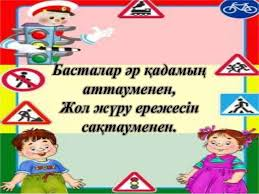 Басталар әр қадамың
аттауменен,
Жол жүру ережесін
сақтауменен.